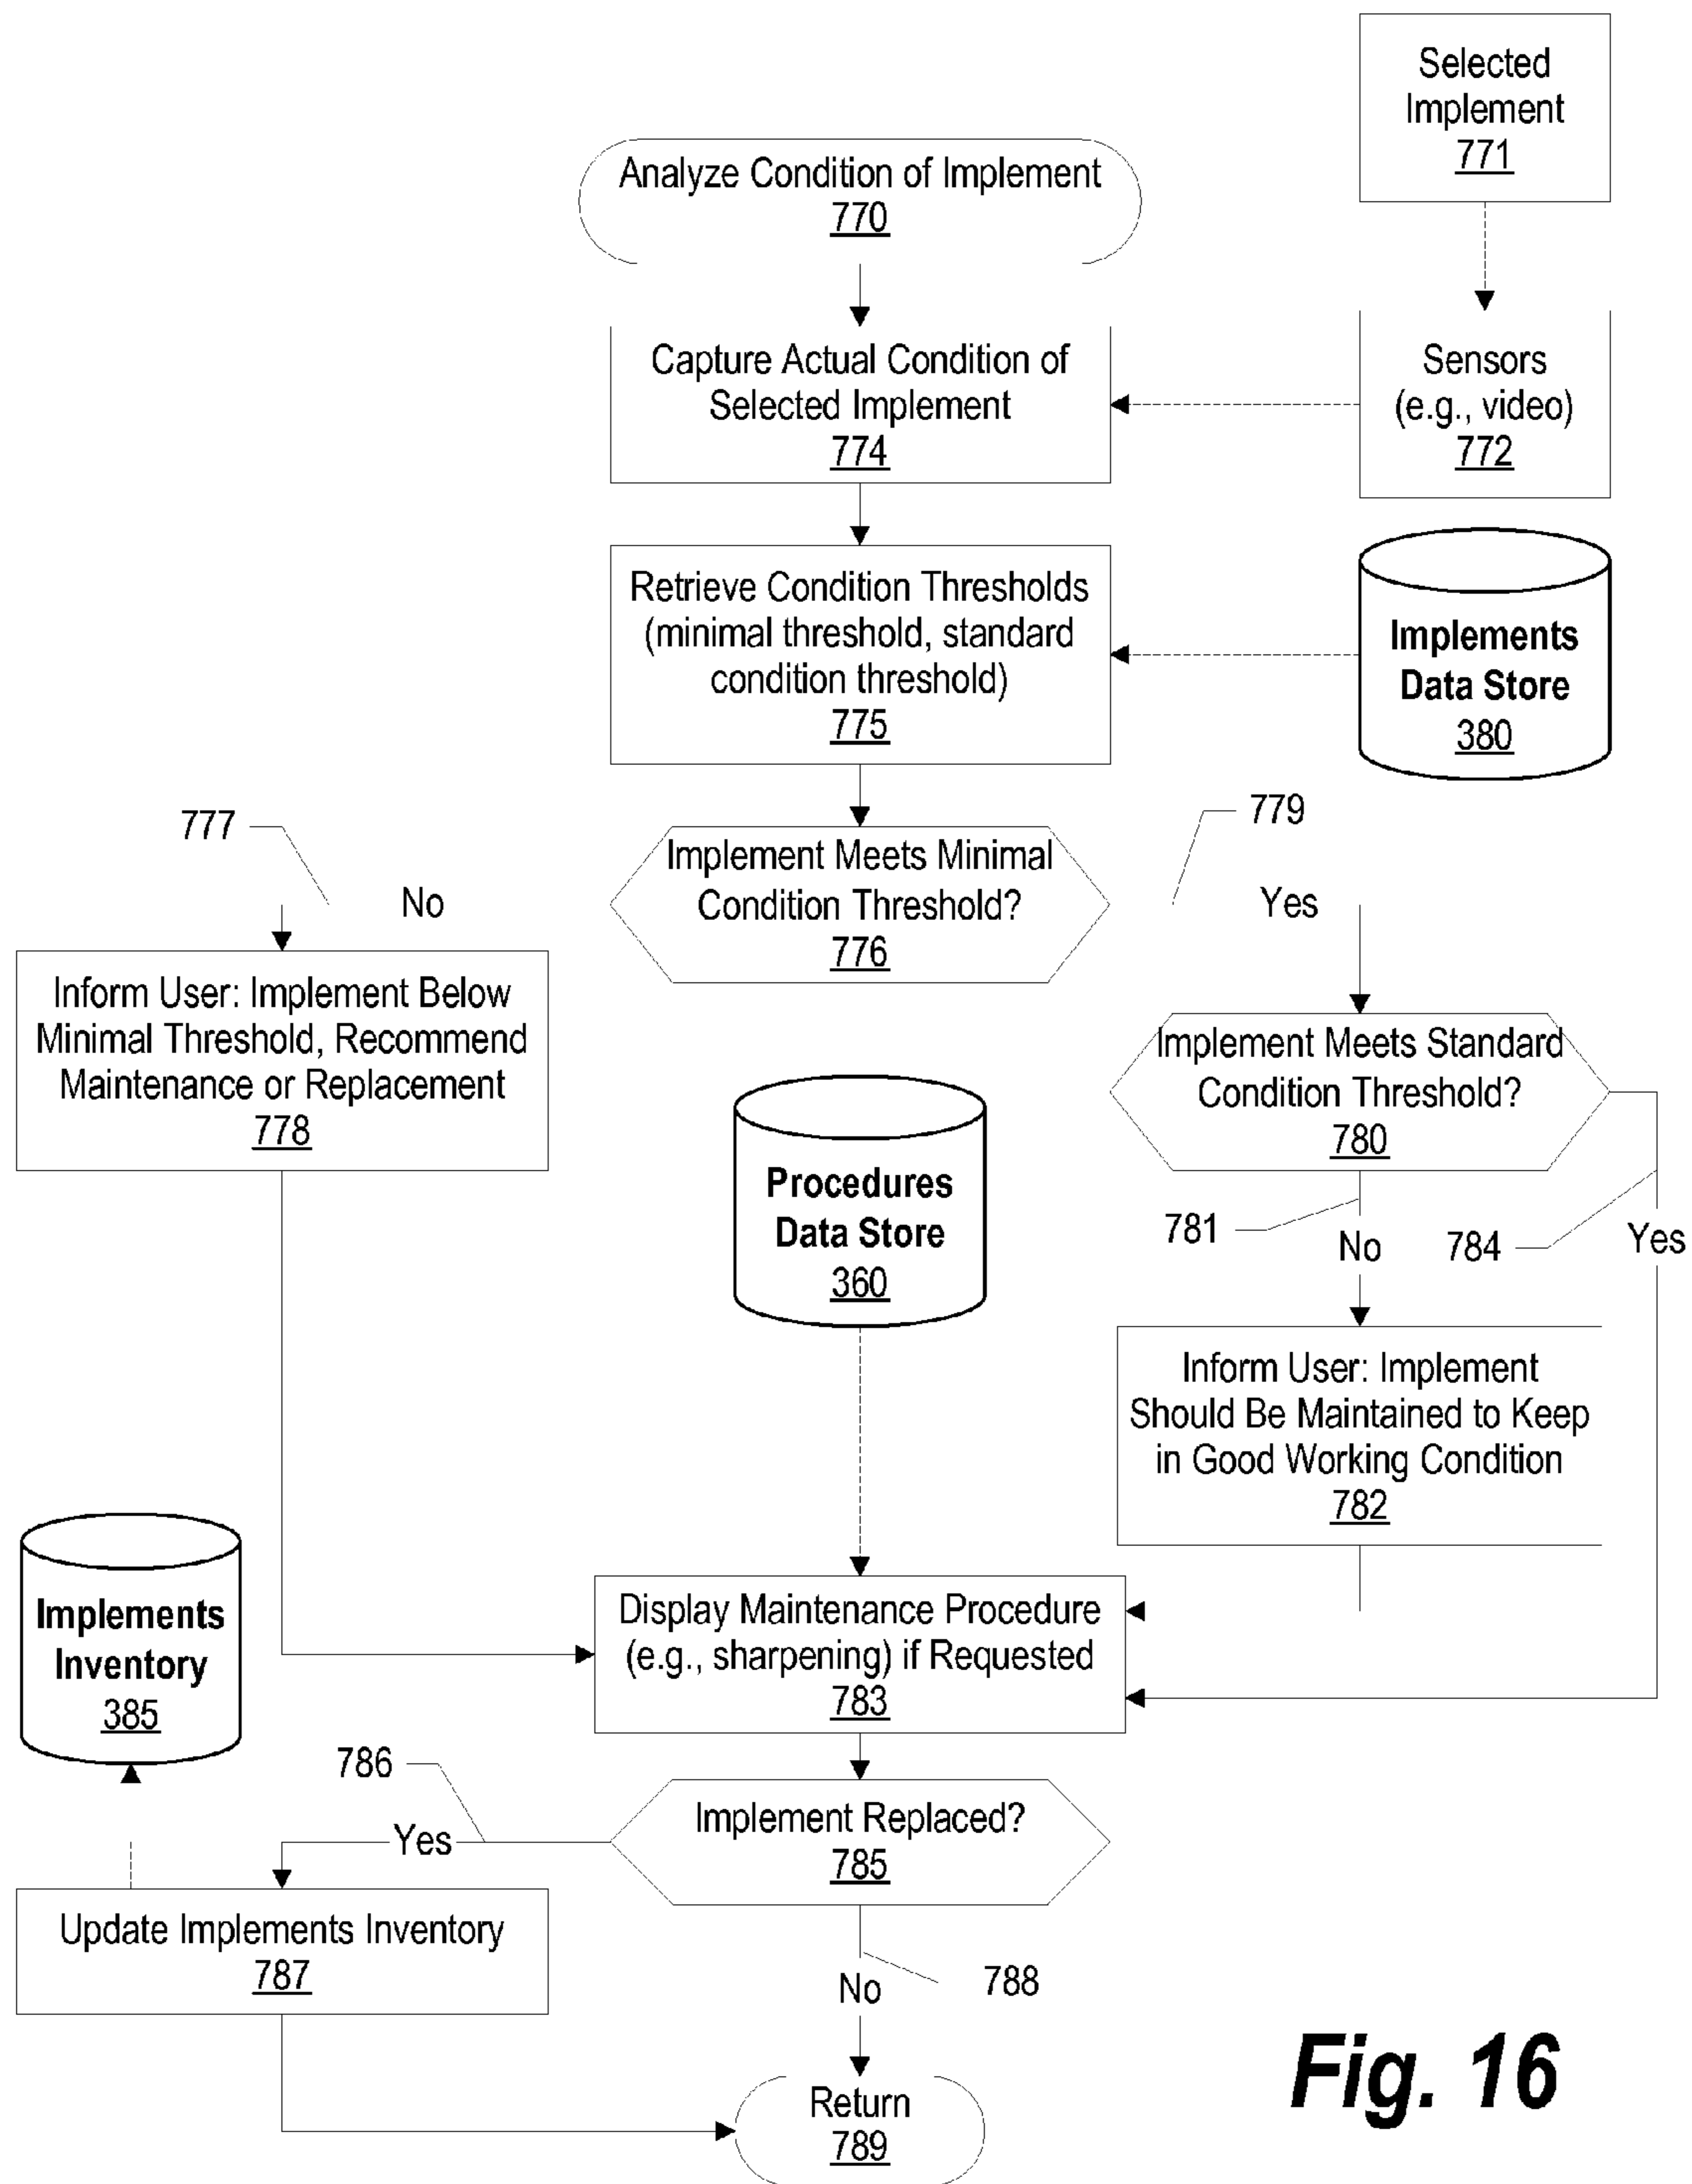 Selected
Implement
771
Analyze Condition of Implement
770
Capture Actual Condition of
Selected Implement
774
Sensors
(e.g., video)
772
Retrieve Condition Thresholds
(minimal threshold, standard
condition threshold)
775
Implements
Data Store
380
777
779
Implement Meets Minimal
Condition Threshold?
776
No
Yes
Inform User: Implement Below
Minimal Threshold, Recommend
Maintenance or Replacement
778
Implement Meets Standard
Condition Threshold?
780
Procedures
Data Store
360
781
No
784
Yes
Inform User: Implement
Should Be Maintained to Keep
in Good Working Condition
782
Implements
Inventory
385
Display Maintenance Procedure
(e.g., sharpening) if Requested
783
786
Yes
Implement Replaced?
785
Update Implements Inventory
787
No
788
Return
789
Fig. 16